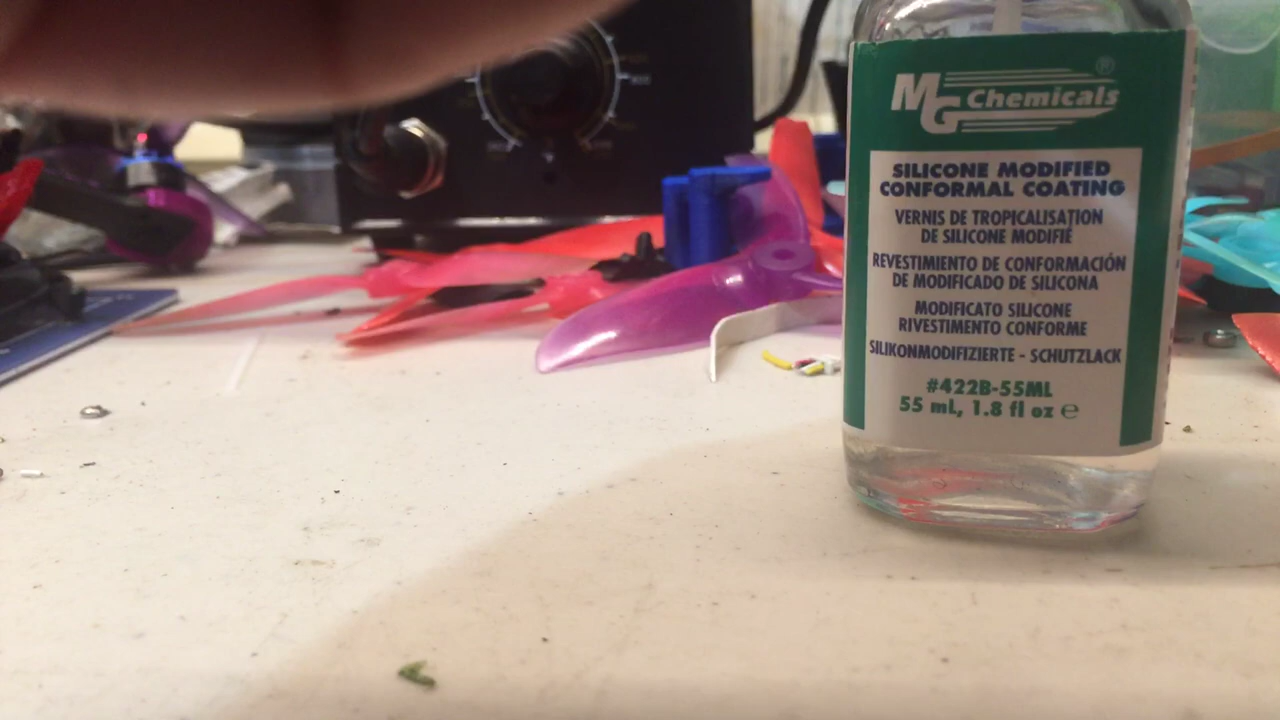 MG Chemicals®
SILICONE MODIFIED
CONFORMAL COATING
VERNIS DE TROPICALISATION
DE SILICONE MODIFIÉ
REVESTIMIENTO DE CONFORMACIÓN
DE MODIFICADO DE SILICONA
MODIFICATO SILICONE
RIVESTIMENTO CONFORME
SILIKONMODIFIZIERTE - SCHUTZLACK
#422B-55ML
55 mL, 1.8 fl oz ℮